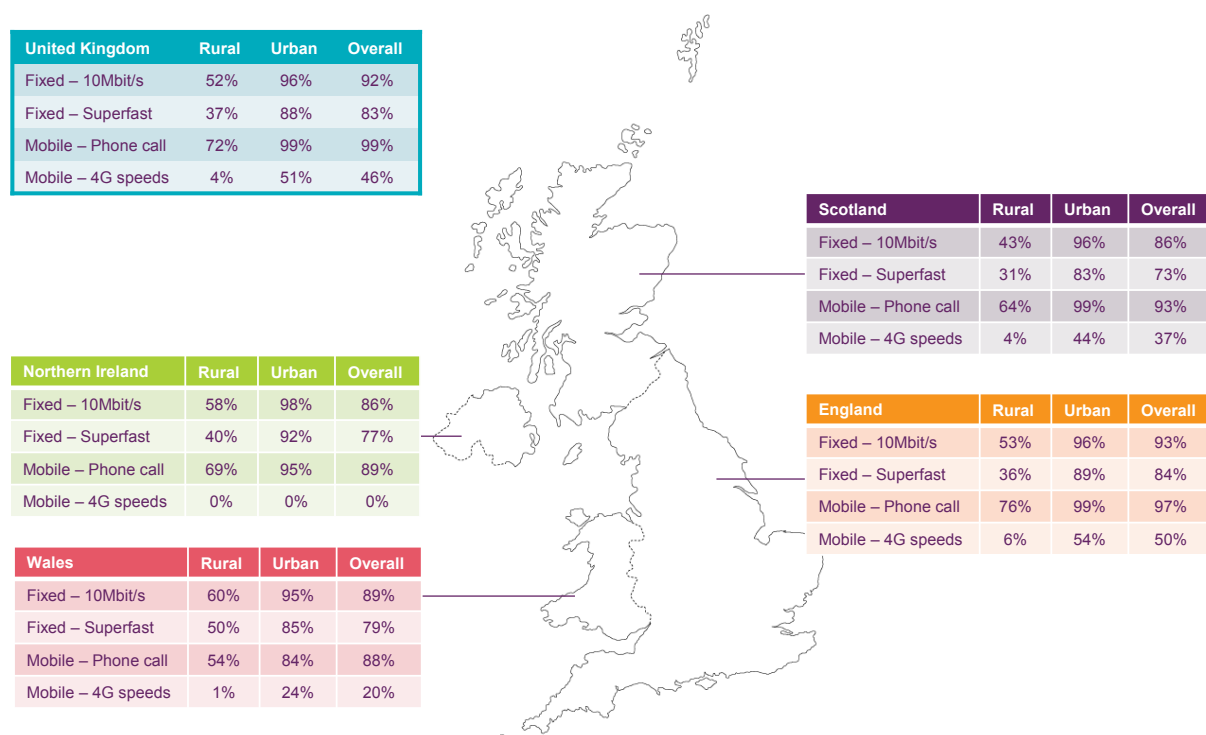 United Kingdom Rural Urban Overall
Fixed – 10Mbit/s 52% 96% 92%
Fixed – Superfast 37% 88% 83%
Mobile – Phone call 72% 99% 99%
Mobile – 4G speeds 4% 51% 46%
Scotland Rural Urban Overall
Fixed – 10Mbit/s 43% 96% 86%
Fixed – Superfast 31% 83% 73%
Mobile – Phone call 64% 99% 93%
Mobile – 4G speeds 4% 44% 37%
Northern Ireland Rural Urban Overall
Fixed – 10Mbit/s 58% 98% 86%
Fixed – Superfast 40% 92% 77%
Mobile – Phone call 69% 95% 89%
Mobile – 4G speeds 0% 0% 0%
England Rural Urban Overall
Fixed – 10Mbit/s 53% 96% 93%
Fixed – Superfast 36% 89% 84%
Mobile – Phone call 76% 99% 97%
Mobile – 4G speeds 6% 54% 50%
Wales Rural Urban Overall
Fixed – 10Mbit/s 60% 95% 89%
Fixed – Superfast 50% 85% 79%
Mobile – Phone call 54% 84% 88%
Mobile – 4G speeds 1% 24% 20%